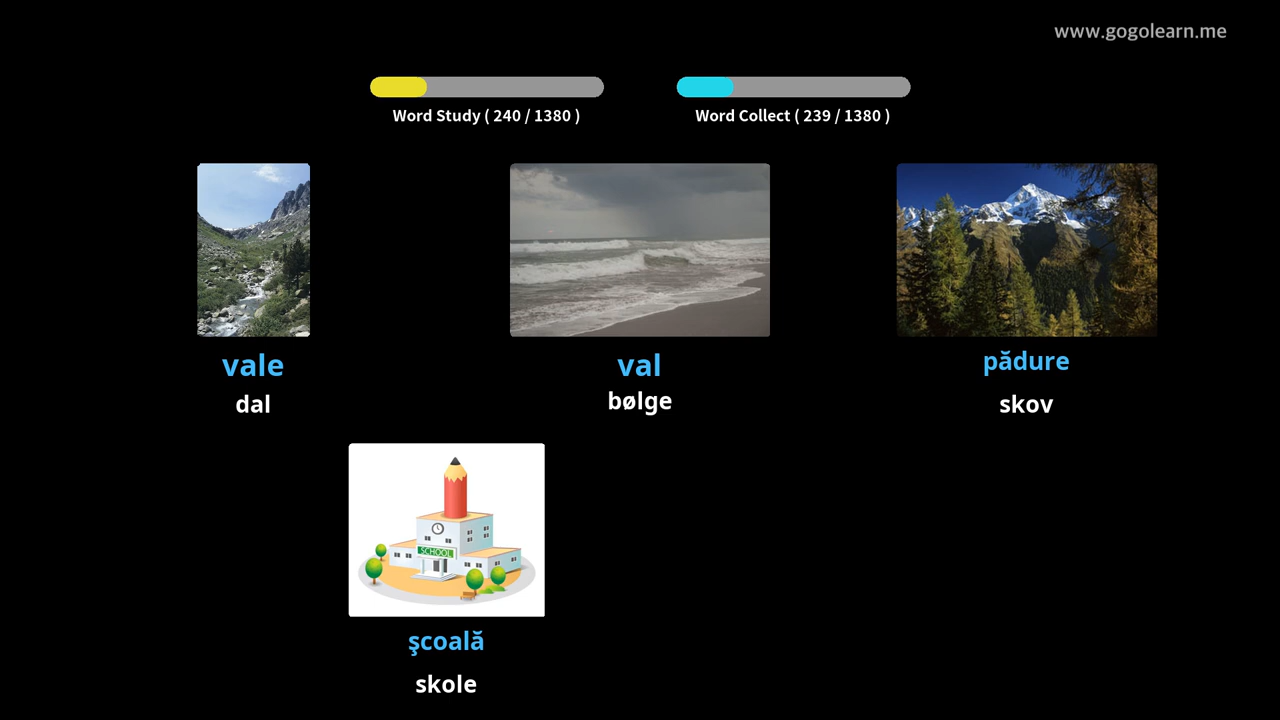 www.gogolearn.me
Word Study ( 240 / 1380 )
Word Collect ( 239 / 1380 )
vale
dal
val
bølge
pădure
skov
SCHOOL
şcoală
skole